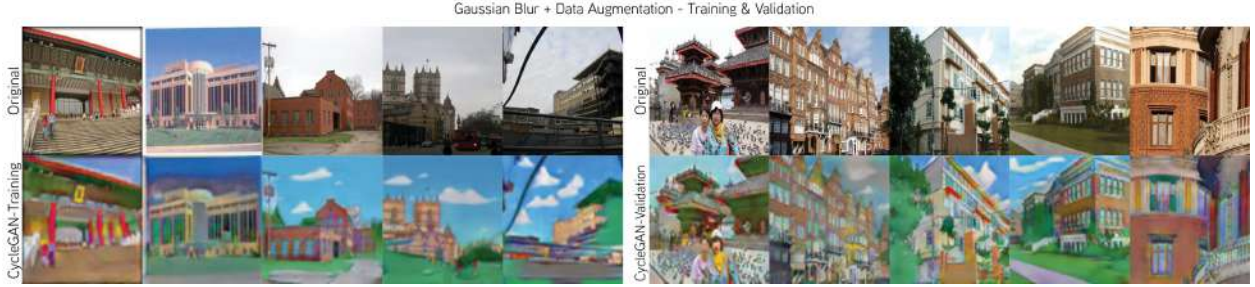 Gaussian Blur + Data Augmentation - Training & Validation
Original
CycleGAN-Training
Original
CycleGAN-Validation